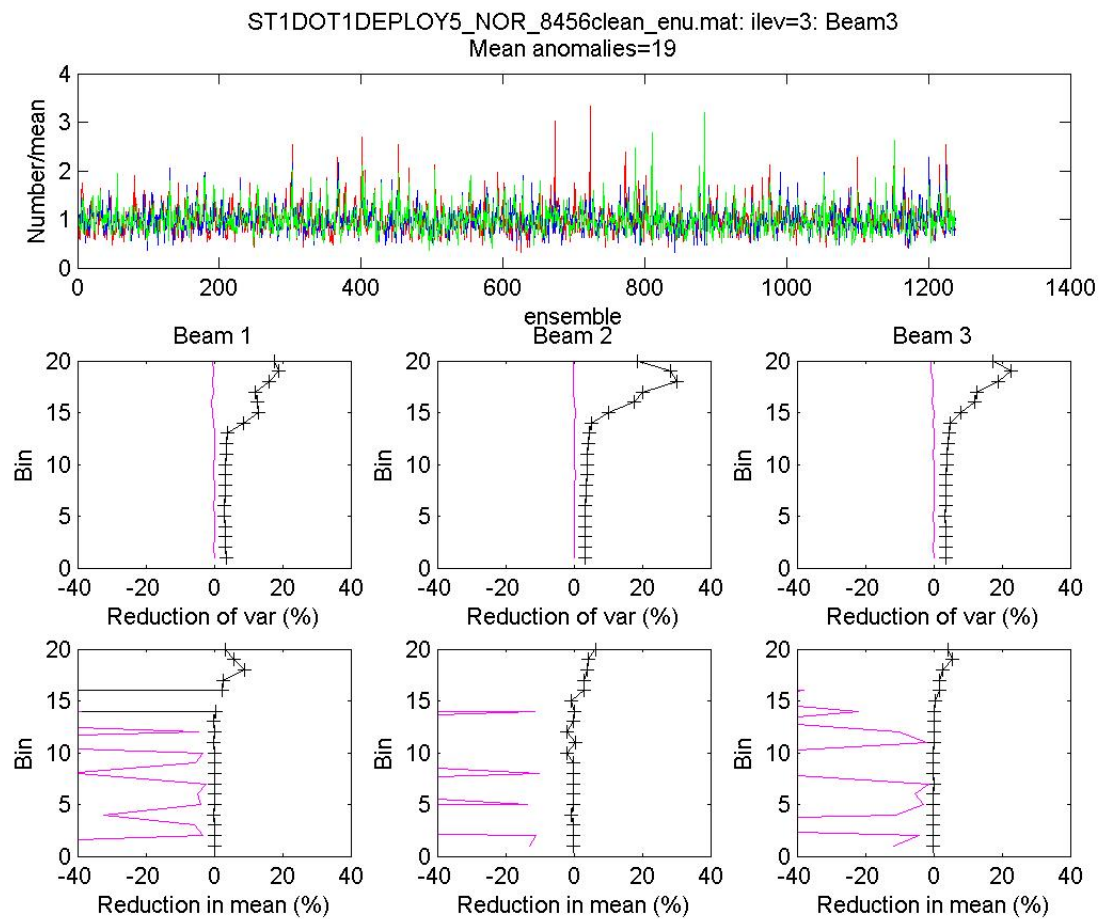 ST1DOT1DEPLOY5_NOR_8456clean_enu.mat: ilev=3: Beam3
Mean anomalies=19
Number/mean
4
3
2
1
0
0 200 400 600 800 1000 1200 1400
ensemble
Beam 1 Beam 2 Beam 3
Bin
20
15
10
5
0
-40 -20 0 20 40
Reduction of var (%)
Bin
20
15
10
5
0
-40 -20 0 20 40
Reduction of var (%)
Bin
20
15
10
5
0
-40 -20 0 20 40
Reduction of var (%)
Bin
20
15
10
5
0
-40 -20 0 20 40
Reduction in mean (%)
Bin
20
15
10
5
0
-40 -20 0 20 40
Reduction in mean (%)
Bin
20
15
10
5
0
-40 -20 0 20 40
Reduction in mean (%)